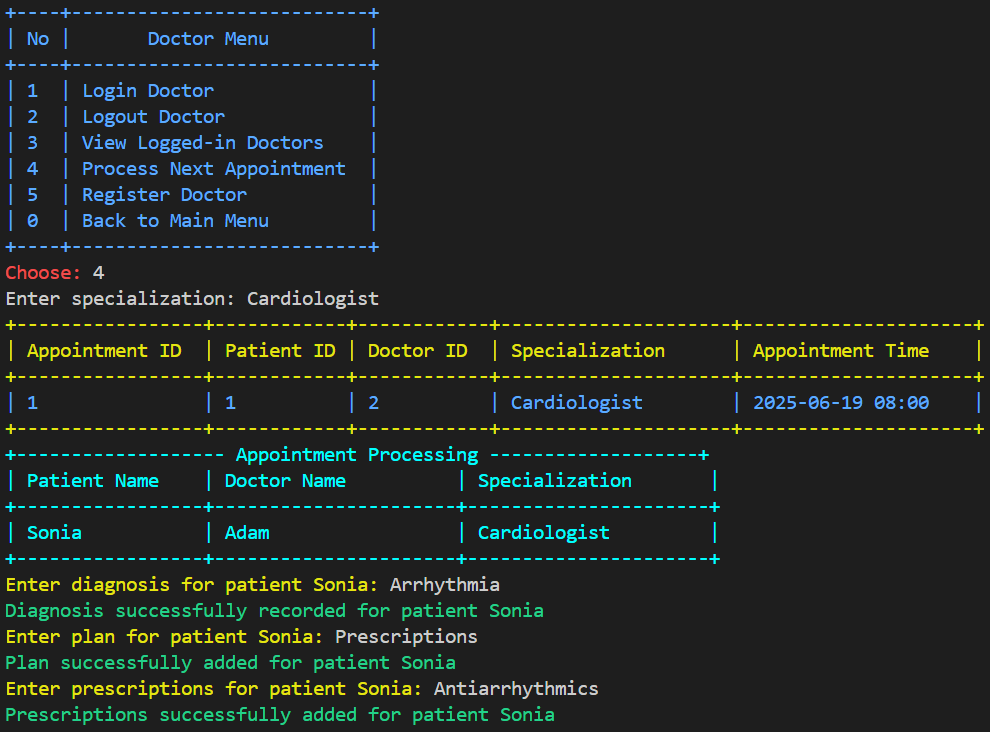 +----+---------------------------+
| No |       Doctor Menu         |
+----+---------------------------+
| 1  | Login Doctor              |
| 2  | Logout Doctor             |
| 3  | View Logged-in Doctors    |
| 4  | Process Next Appointment  |
| 5  | Register Doctor           |
| 0  | Back to Main Menu         |
+----+---------------------------+
Choose: 4
Enter specialization: Cardiologist
+-----------------+------------+------------+---------------------+---------------------+
| Appointment ID  | Patient ID | Doctor ID  | Specialization      | Appointment Time    |
+-----------------+------------+------------+---------------------+---------------------+
| 1               | 1          | 2          | Cardiologist        | 2025-06-19 08:00    |
+-----------------+------------+------------+---------------------+---------------------+
+------------------- Appointment Processing -------------------+
| Patient Name    | Doctor Name          | Specialization       |
+-----------------+----------------------+----------------------+
| Sonia           | Adam                 | Cardiologist         |
+-----------------+----------------------+----------------------+
Enter diagnosis for patient Sonia: Arrhythmia
Diagnosis successfully recorded for patient Sonia
Enter plan for patient Sonia: Prescriptions
Plan successfully added for patient Sonia
Enter prescriptions for patient Sonia: Antiarrhythmics
Prescriptions successfully added for patient Sonia